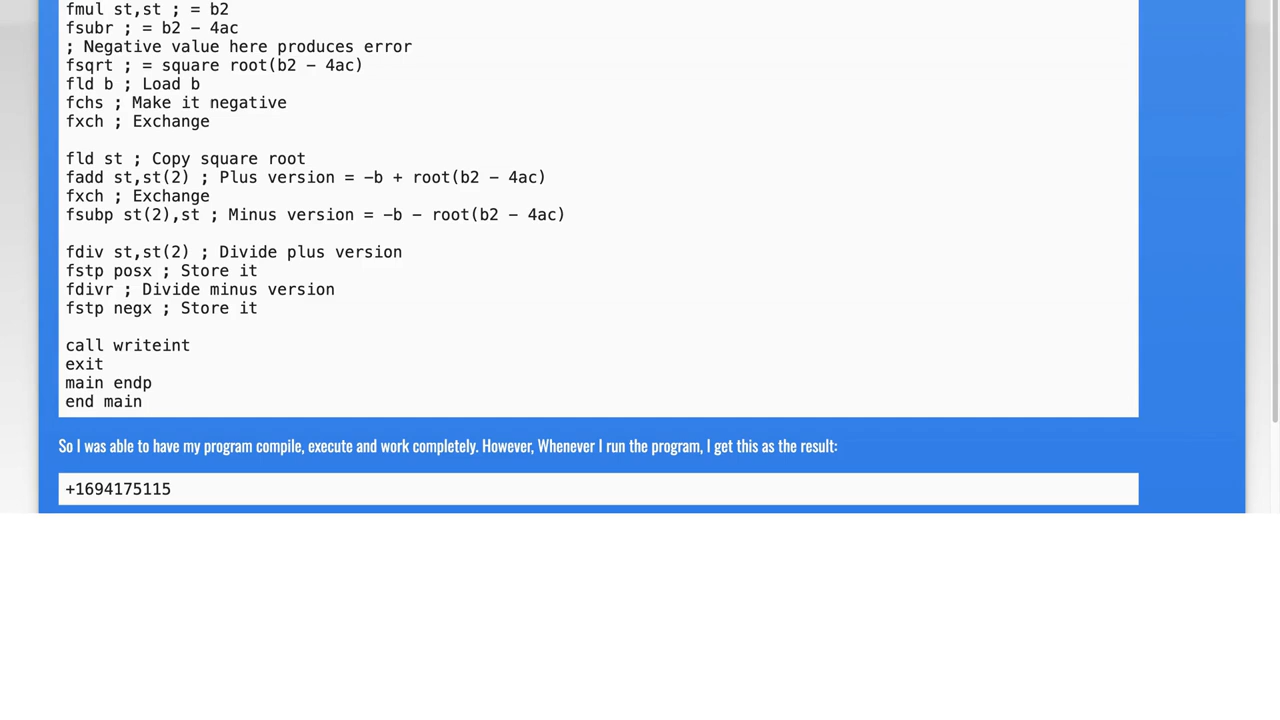 fmul st,st ; = b2
fsubr ; = b2 − 4ac
; Negative value here produces error
fsqrt ; = square root(b2 − 4ac)
fld b ; Load b
fchs ; Make it negative
fxch ; Exchange
fld st ; Copy square root
fadd st,st(2) ; Plus version = −b + root(b2 − 4ac)
fxch ; Exchange
fsubp st(2),st ; Minus version = −b − root(b2 − 4ac)
fdiv st,st(2) ; Divide plus version
fstp posx ; Store it
fdivr ; Divide minus version
fstp negx ; Store it
call writeint
exit
main endp
end main
So I was able to have my program compile, execute and work completely. However, Whenever I run the program, I get this as the result:
+1694175115